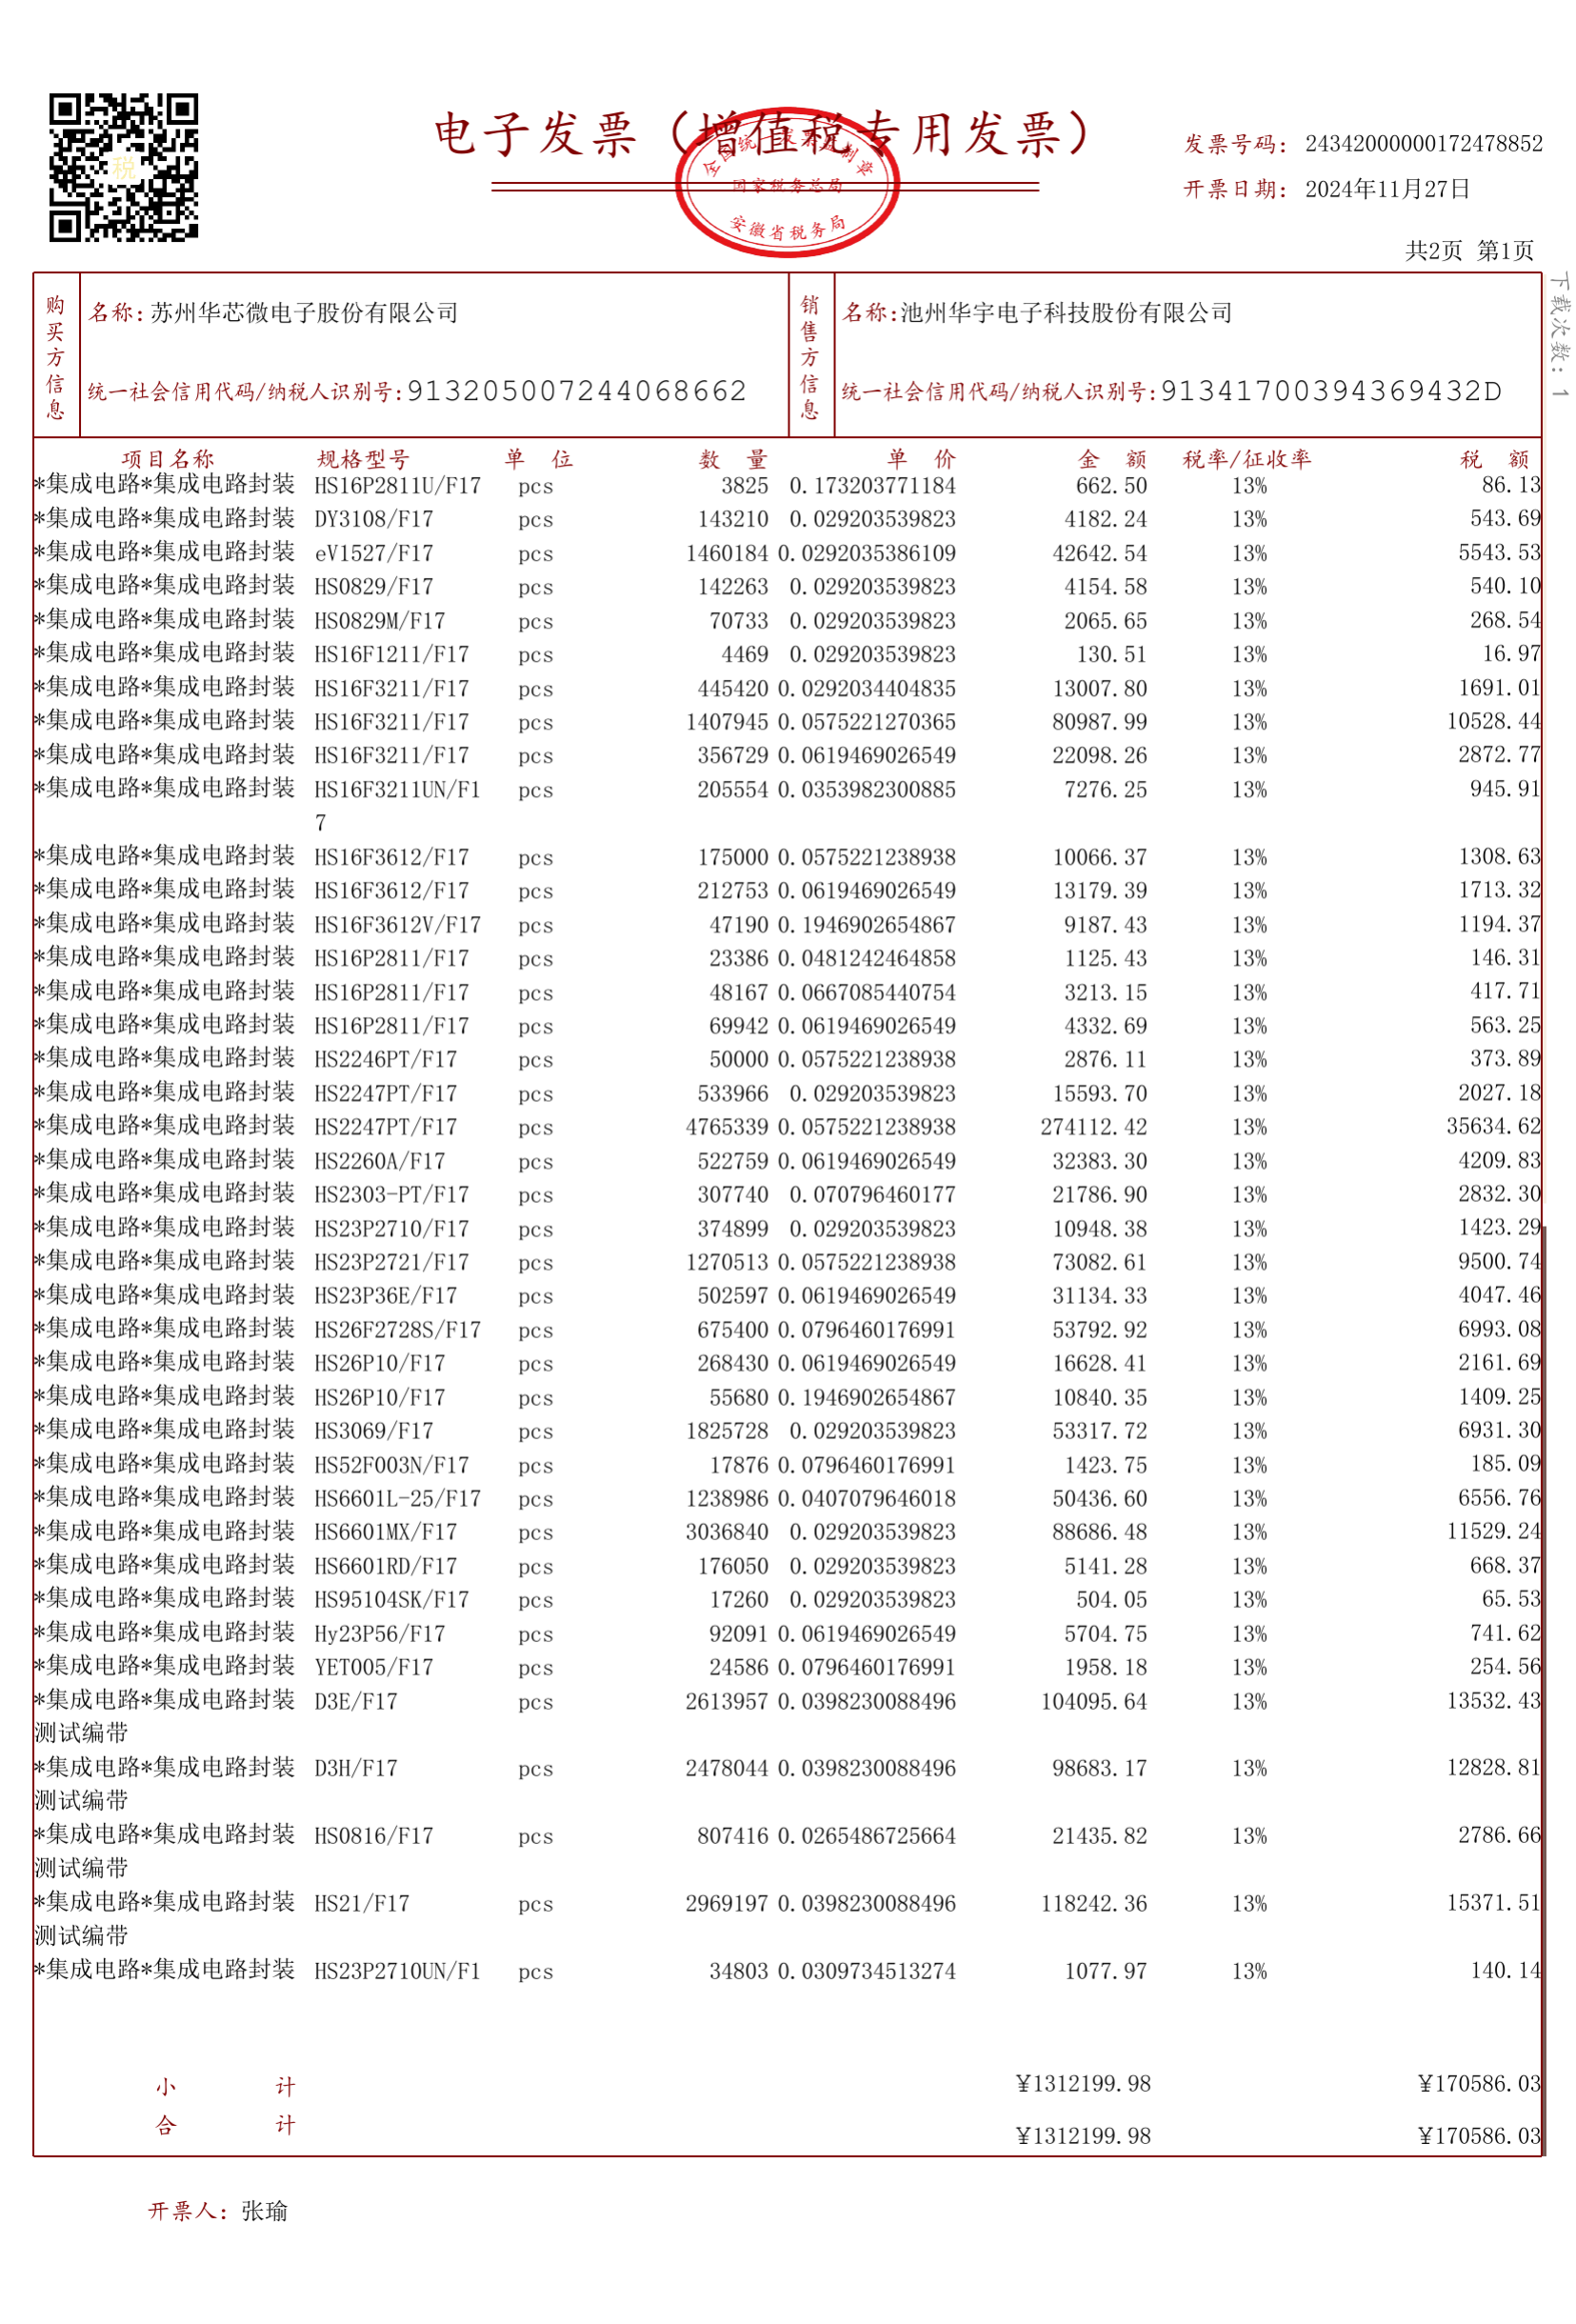 电子发票（增值税专用发票）
全国统一发票监制章
国家税务总局
安徽省税务局
税
发票号码：24342000000172478852
开票日期：2024年11月27日
共2页 第1页
下载次数：1
购买方信息
名称：苏州华芯微电子股份有限公司
统一社会信用代码/纳税人识别号：913205007244068662
销售方信息
名称：池州华宇电子科技股份有限公司
统一社会信用代码/纳税人识别号：91341700394369432D
项目名称 规格型号 单位 数量 单价 金额 税率/征收率 税额
*集成电路*集成电路封装 HS16P2811U/F17 pcs 3825 0.173203771184 662.50 13% 86.13
*集成电路*集成电路封装 DY3108/F17 pcs 143210 0.029203539823 4182.24 13% 543.69
*集成电路*集成电路封装 eV1527/F17 pcs 1460184 0.0292035386109 42642.54 13% 5543.53
*集成电路*集成电路封装 HS0829/F17 pcs 142263 0.029203539823 4154.58 13% 540.10
*集成电路*集成电路封装 HS0829M/F17 pcs 70733 0.029203539823 2065.65 13% 268.54
*集成电路*集成电路封装 HS16F1211/F17 pcs 4469 0.029203539823 130.51 13% 16.97
*集成电路*集成电路封装 HS16F3211/F17 pcs 445420 0.0292034404835 13007.80 13% 1691.01
*集成电路*集成电路封装 HS16F3211/F17 pcs 1407945 0.0575221270365 80987.99 13% 10528.44
*集成电路*集成电路封装 HS16F3211/F17 pcs 356729 0.0619469026549 22098.26 13% 2872.77
*集成电路*集成电路封装 HS16F3211UN/F1 pcs 205554 0.0353982300885 7276.25 13% 945.91
7
*集成电路*集成电路封装 HS16F3612/F17 pcs 175000 0.0575221238938 10066.37 13% 1308.63
*集成电路*集成电路封装 HS16F3612/F17 pcs 212753 0.0619469026549 13179.39 13% 1713.32
*集成电路*集成电路封装 HS16F3612V/F17 pcs 47190 0.1946902654867 9187.43 13% 1194.37
*集成电路*集成电路封装 HS16P2811/F17 pcs 23386 0.0481242464858 1125.43 13% 146.31
*集成电路*集成电路封装 HS16P2811/F17 pcs 48167 0.0667085440754 3213.15 13% 417.71
*集成电路*集成电路封装 HS16P2811/F17 pcs 69942 0.0619469026549 4332.69 13% 563.25
*集成电路*集成电路封装 HS2246PT/F17 pcs 50000 0.0575221238938 2876.11 13% 373.89
*集成电路*集成电路封装 HS2247PT/F17 pcs 533966 0.029203539823 15593.70 13% 2027.18
*集成电路*集成电路封装 HS2247PT/F17 pcs 4765339 0.0575221238938 274112.42 13% 35634.62
*集成电路*集成电路封装 HS2260A/F17 pcs 522759 0.0619469026549 32383.30 13% 4209.83
*集成电路*集成电路封装 HS2303-PT/F17 pcs 307740 0.070796460177 21786.90 13% 2832.30
*集成电路*集成电路封装 HS23P2710/F17 pcs 374899 0.029203539823 10948.38 13% 1423.29
*集成电路*集成电路封装 HS23P2721/F17 pcs 1270513 0.0575221238938 73082.61 13% 9500.74
*集成电路*集成电路封装 HS23P36E/F17 pcs 502597 0.0619469026549 31134.33 13% 4047.46
*集成电路*集成电路封装 HS26F2728S/F17 pcs 675400 0.0796460176991 53792.92 13% 6993.08
*集成电路*集成电路封装 HS26P10/F17 pcs 268430 0.0619469026549 16628.41 13% 2161.69
*集成电路*集成电路封装 HS26P10/F17 pcs 55680 0.1946902654867 10840.35 13% 1409.25
*集成电路*集成电路封装 HS3069/F17 pcs 1825728 0.029203539823 53317.72 13% 6931.30
*集成电路*集成电路封装 HS52F003N/F17 pcs 17876 0.0796460176991 1423.75 13% 185.09
*集成电路*集成电路封装 HS6601L-25/F17 pcs 1238986 0.0407079646018 50436.60 13% 6556.76
*集成电路*集成电路封装 HS6601MX/F17 pcs 3036840 0.029203539823 88686.48 13% 11529.24
*集成电路*集成电路封装 HS6601RD/F17 pcs 176050 0.029203539823 5141.28 13% 668.37
*集成电路*集成电路封装 HS95104SK/F17 pcs 17260 0.029203539823 504.05 13% 65.53
*集成电路*集成电路封装 Hy23P56/F17 pcs 92091 0.0619469026549 5704.75 13% 741.62
*集成电路*集成电路封装 YET005/F17 pcs 24586 0.0796460176991 1958.18 13% 254.56
*集成电路*集成电路封装 D3E/F17 pcs 2613957 0.0398230088496 104095.64 13% 13532.43
测试编带
*集成电路*集成电路封装 D3H/F17 pcs 2478044 0.0398230088496 98683.17 13% 12828.81
测试编带
*集成电路*集成电路封装 HS0816/F17 pcs 807416 0.0265486725664 21435.82 13% 2786.66
测试编带
*集成电路*集成电路封装 HS21/F17 pcs 2969197 0.0398230088496 118242.36 13% 15371.51
测试编带
*集成电路*集成电路封装 HS23P2710UN/F1 pcs 34803 0.0309734513274 1077.97 13% 140.14
小计 ¥1312199.98 ¥170586.03
合计 ¥1312199.98 ¥170586.03
开票人：张瑜